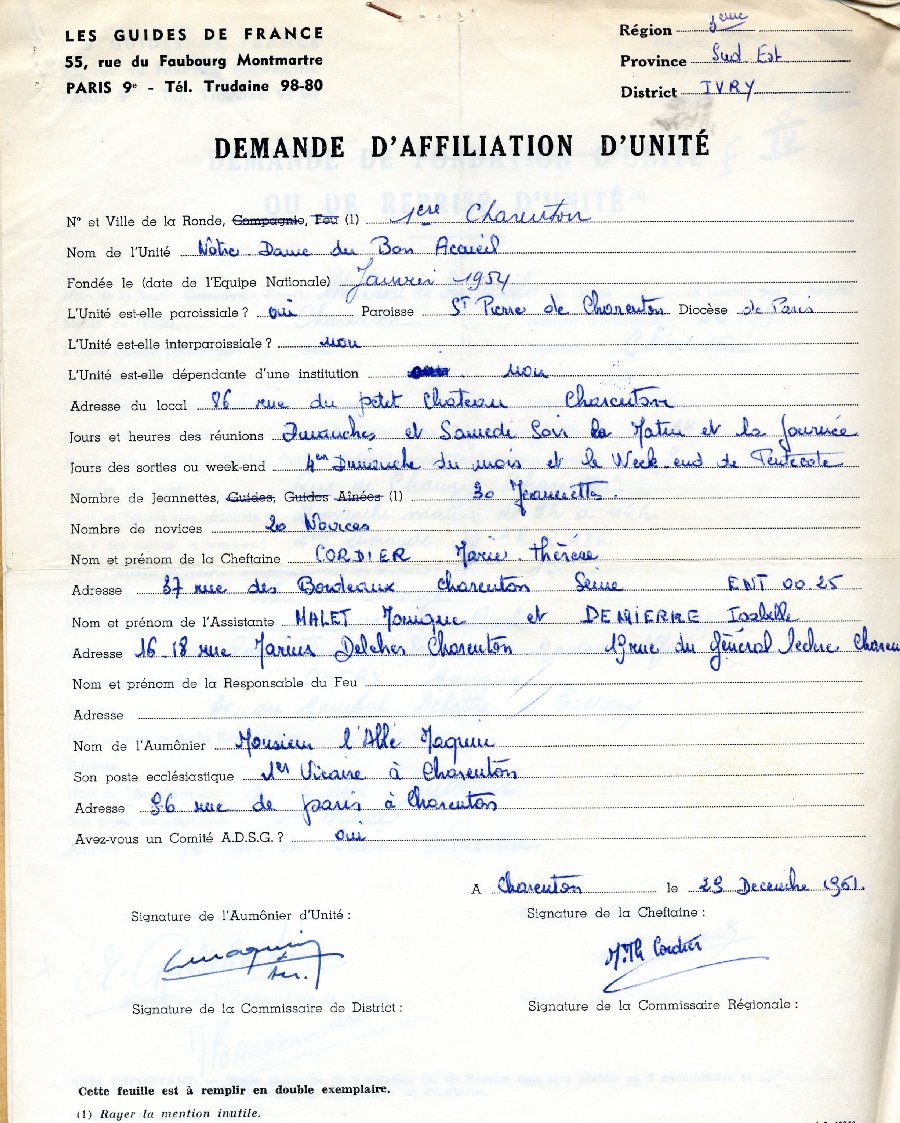 LES GUIDES DE FRANCE
55, rue du Faubourg Montmartre
PARIS 9e - Tél. Trudaine 98-80
Région
Province Sud Est
District IVRY
DEMANDE D'AFFILIATION D'UNITÉ
N° et Ville de la Ronde, Compagnie, Feu (1) 1ere Charenton
Nom de l'Unité Nôtre Dame du Bon Accueil
Fondée le (date de l'Equipe Nationale) Janvier 1954
L'Unité est-elle paroissiale ? oui Paroisse St Pierre de Charenton Diocèse de Paris
L'Unité est-elle interparoissiale ? non
L'Unité est-elle dépendante d'une institution non
Adresse du local 86 rue du petit Chateau Charenton
Jours et heures des réunions Dimanches et Samedi Soir le Matin et la Journée
Jours des sorties ou week-end 4en Dimanche du mois et le Week-end de Pentecote
Nombre de Jeannettes, Guides, Guides Aînées (1) 30 Jeannettes.
Nombre de novices 20 Novices
Nom et prénom de la Cheftaine CORDIER Marie Thérèse
Adresse 37 rue des Bordeaux Charenton Seine ENT 00.25
Nom et prénom de l'Assistante MALET Monique et DEMIERRE Isabelle
Adresse 16.18 rue Marius Delcher Charenton 19 rue du Général leclerc
Nom et prénom de la Responsable du Feu
Adresse
Nom de l'Aumônier Monsieur l'Abbé Maquin
Son poste ecclésiastique 1er Vicaire à Charenton
Adresse 96 rue de paris à Charenton
Avez-vous un Comité A.D.S.G. ? oui
A Charenton le 29 Decembre 1961.
Signature de l'Aumônier d'Unité :
Signature de la Cheftaine :
M.Th Cordier
Signature de la Commissaire de District :
Signature de la Commissaire Régionale :
Cette feuille est à remplir en double exemplaire.
(1) Rayer la mention inutile.